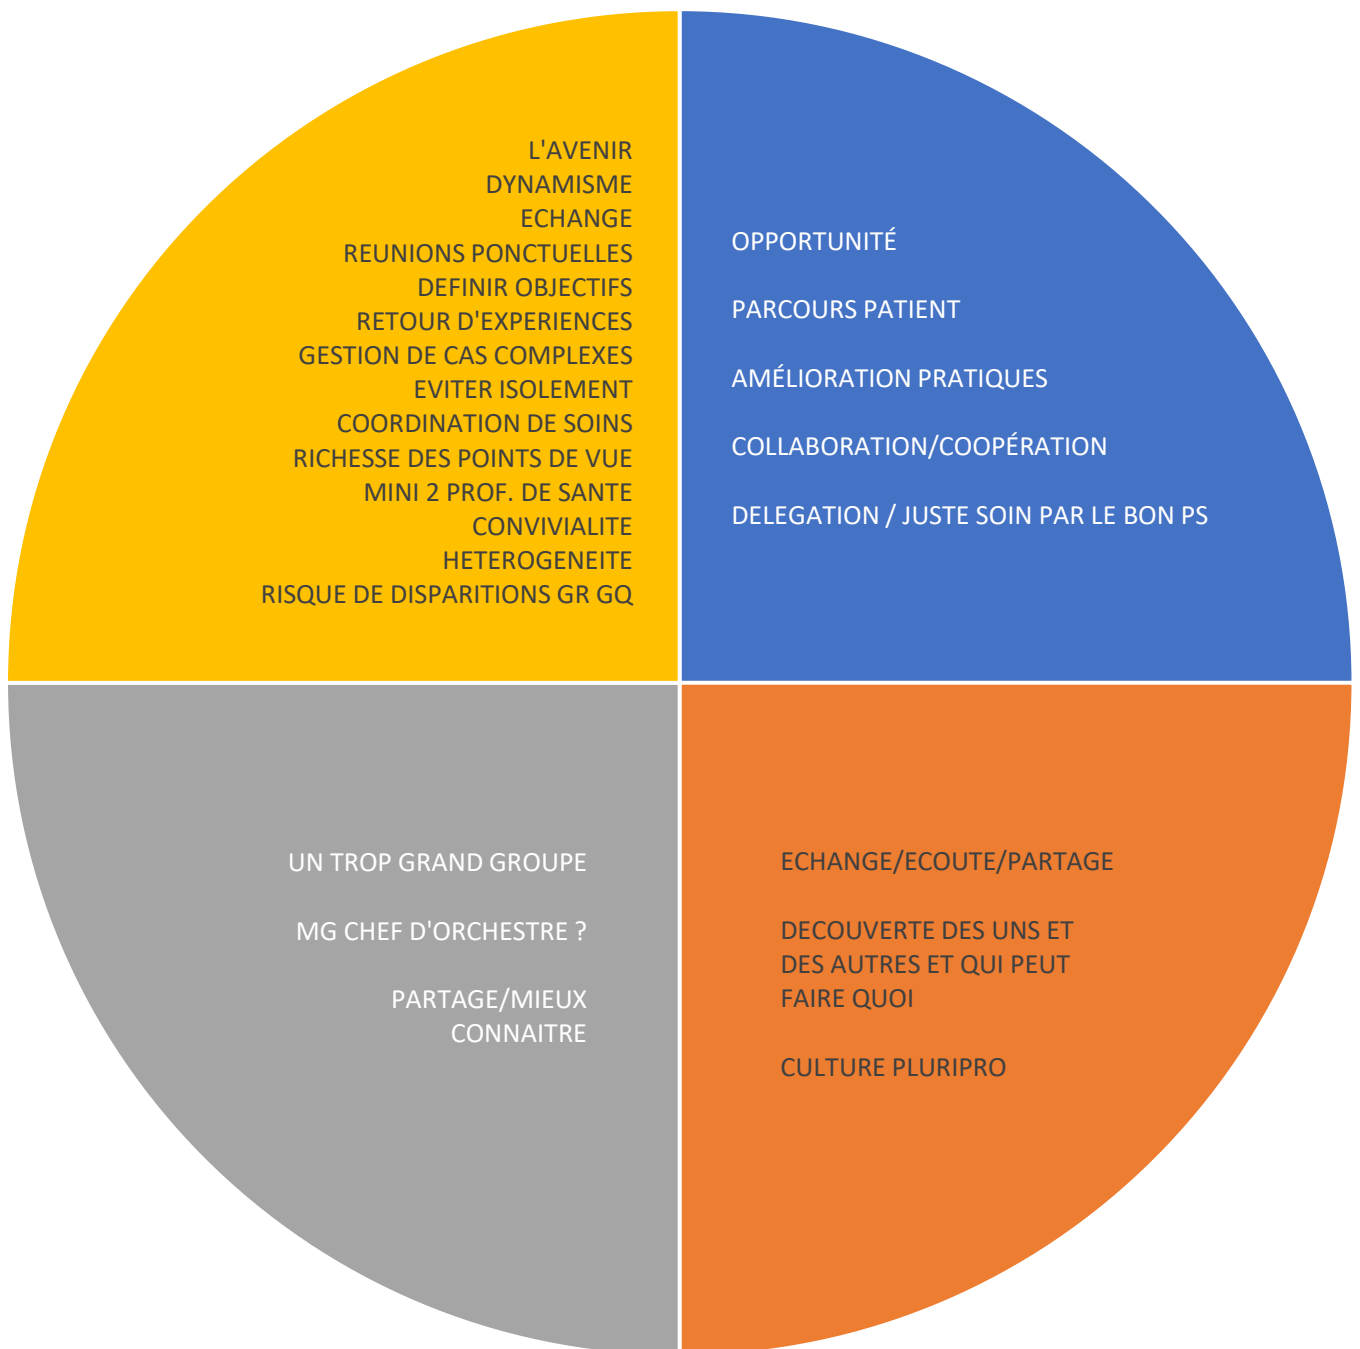 L'AVENIR
DYNAMISME
ECHANGE
REUNIONS PONCTUELLES
DEFINIR OBJECTIFS
RETOUR D'EXPERIENCES
GESTION DE CAS COMPLEXES
EVITER ISOLEMENT
COORDINATION DE SOINS
RICHESSE DES POINTS DE VUE
MINI 2 PROF. DE SANTE
CONVIVIALITE
HETEROGENEITE
RISQUE DE DISPARITIONS GR GQ
OPPORTUNITÉ
PARCOURS PATIENT
AMÉLIORATION PRATIQUES
COLLABORATION/COOPÉRATION
DELEGATION / JUSTE SOIN PAR LE BON PS
UN TROP GRAND GROUPE
MG CHEF D'ORCHESTRE ?
PARTAGE/MIEUX
CONNAITRE
ECHANGE/ECOUTE/PARTAGE
DECOUVERTE DES UNS ET
DES AUTRES ET QUI PEUT
FAIRE QUOI
CULTURE PLURIPRO